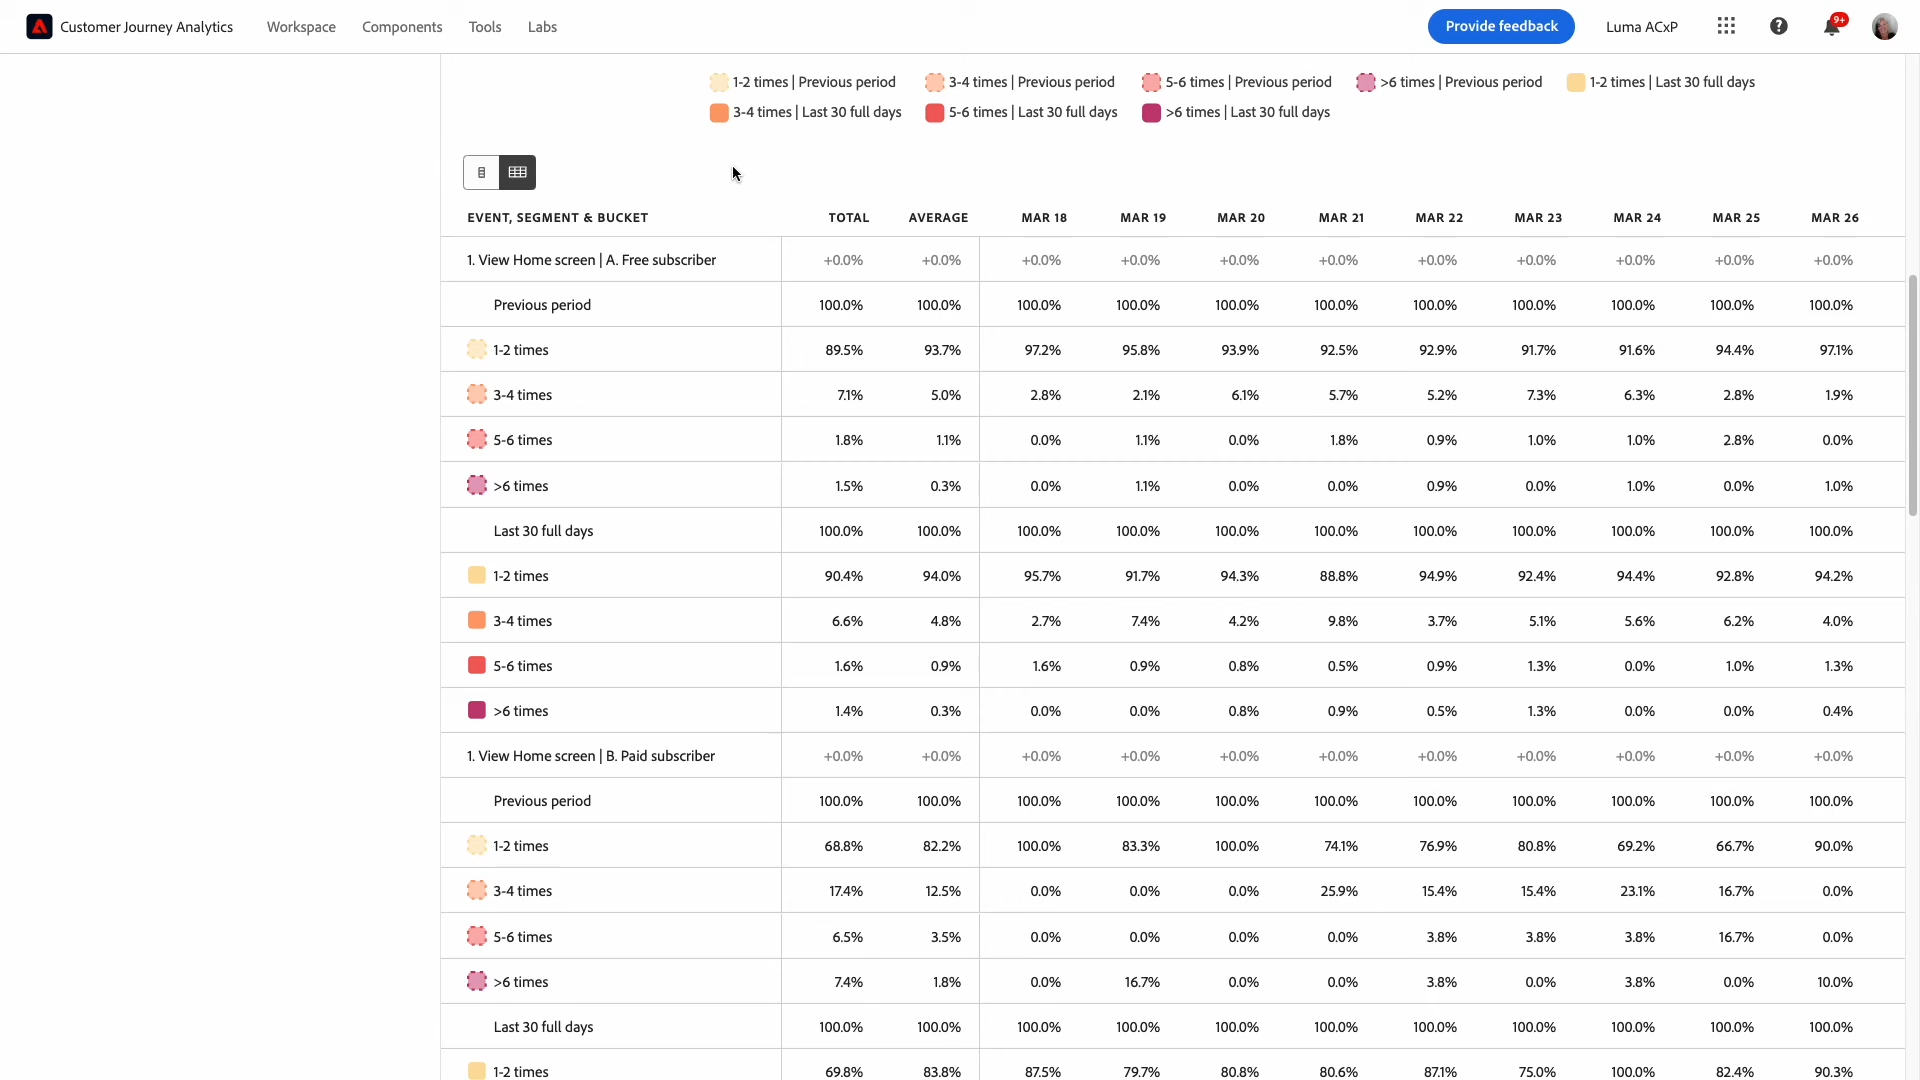 Customer Journey Analytics Workspace Components Tools Labs Provide feedback Luma ACxP 9+
1-2 times | Previous period 3-4 times | Previous period 5-6 times | Previous period >6 times | Previous period 1-2 times | Last 30 full days
3-4 times | Last 30 full days 5-6 times | Last 30 full days >6 times | Last 30 full days
EVENT, SEGMENT & BUCKET TOTAL AVERAGE MAR 18 MAR 19 MAR 20 MAR 21 MAR 22 MAR 23 MAR 24 MAR 25 MAR 26
1. View Home screen | A. Free subscriber +0.0% +0.0% +0.0% +0.0% +0.0% +0.0% +0.0% +0.0% +0.0% +0.0% +0.0%
Previous period 100.0% 100.0% 100.0% 100.0% 100.0% 100.0% 100.0% 100.0% 100.0% 100.0% 100.0%
1-2 times 89.5% 93.7% 97.2% 95.8% 93.9% 92.5% 92.9% 91.7% 91.6% 94.4% 97.1%
3-4 times 7.1% 5.0% 2.8% 2.1% 6.1% 5.7% 5.2% 7.3% 6.3% 2.8% 1.9%
5-6 times 1.8% 1.1% 0.0% 1.1% 0.0% 1.8% 0.9% 1.0% 1.0% 2.8% 0.0%
>6 times 1.5% 0.3% 0.0% 1.1% 0.0% 0.0% 0.9% 0.0% 1.0% 0.0% 1.0%
Last 30 full days 100.0% 100.0% 100.0% 100.0% 100.0% 100.0% 100.0% 100.0% 100.0% 100.0% 100.0%
1-2 times 90.4% 94.0% 95.7% 91.7% 94.3% 88.8% 94.9% 92.4% 94.4% 92.8% 94.2%
3-4 times 6.6% 4.8% 2.7% 7.4% 4.2% 9.8% 3.7% 5.1% 5.6% 6.2% 4.0%
5-6 times 1.6% 0.9% 1.6% 0.9% 0.8% 0.5% 0.9% 1.3% 0.0% 1.0% 1.3%
>6 times 1.4% 0.3% 0.0% 0.0% 0.8% 0.9% 0.5% 1.3% 0.0% 0.0% 0.4%
1. View Home screen | B. Paid subscriber +0.0% +0.0% +0.0% +0.0% +0.0% +0.0% +0.0% +0.0% +0.0% +0.0% +0.0%
Previous period 100.0% 100.0% 100.0% 100.0% 100.0% 100.0% 100.0% 100.0% 100.0% 100.0% 100.0%
1-2 times 68.8% 82.2% 100.0% 83.3% 100.0% 74.1% 76.9% 80.8% 69.2% 66.7% 90.0%
3-4 times 17.4% 12.5% 0.0% 0.0% 0.0% 25.9% 15.4% 15.4% 23.1% 16.7% 0.0%
5-6 times 6.5% 3.5% 0.0% 0.0% 0.0% 0.0% 3.8% 3.8% 3.8% 16.7% 0.0%
>6 times 7.4% 1.8% 0.0% 16.7% 0.0% 0.0% 3.8% 0.0% 3.8% 0.0% 10.0%
Last 30 full days 100.0% 100.0% 100.0% 100.0% 100.0% 100.0% 100.0% 100.0% 100.0% 100.0% 100.0%
1-2 times 69.8% 83.8% 87.5% 79.7% 80.8% 80.6% 87.1% 75.0% 100.0% 82.4% 90.3%